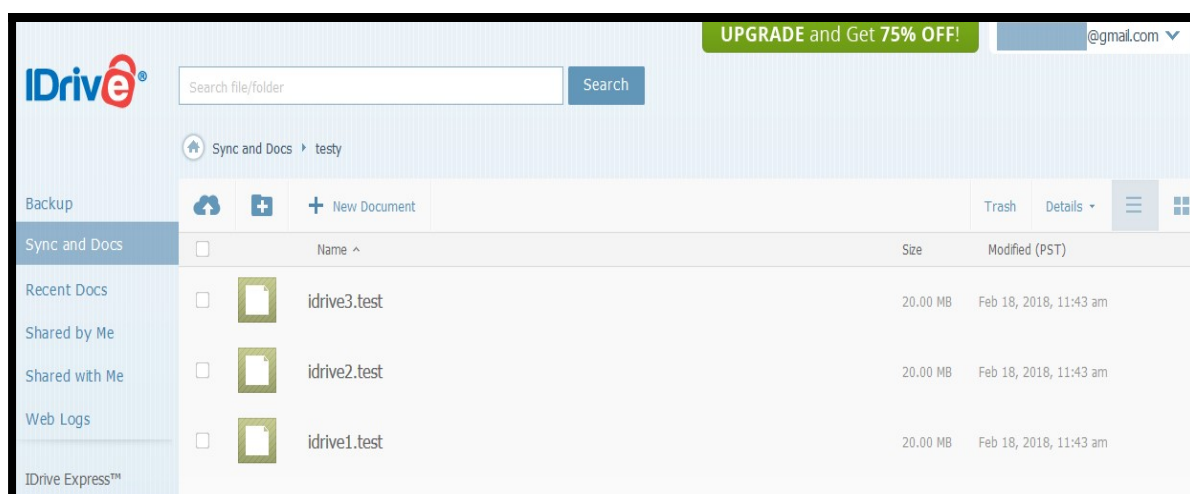 UPGRADE and Get 75% OFF!
@gmail.com
IDrive®
Search file/folder
Search
Sync and Docs
testy
Backup
New Document
Trash
Details
Sync and Docs
Name
Size
Modified (PST)
Recent Docs
idrive3.test
20.00 MB
Feb 18, 2018, 11:43 am
Shared by Me
Shared with Me
idrive2.test
20.00 MB
Feb 18, 2018, 11:43 am
Web Logs
idrive1.test
20.00 MB
Feb 18, 2018, 11:43 am
IDrive Express™